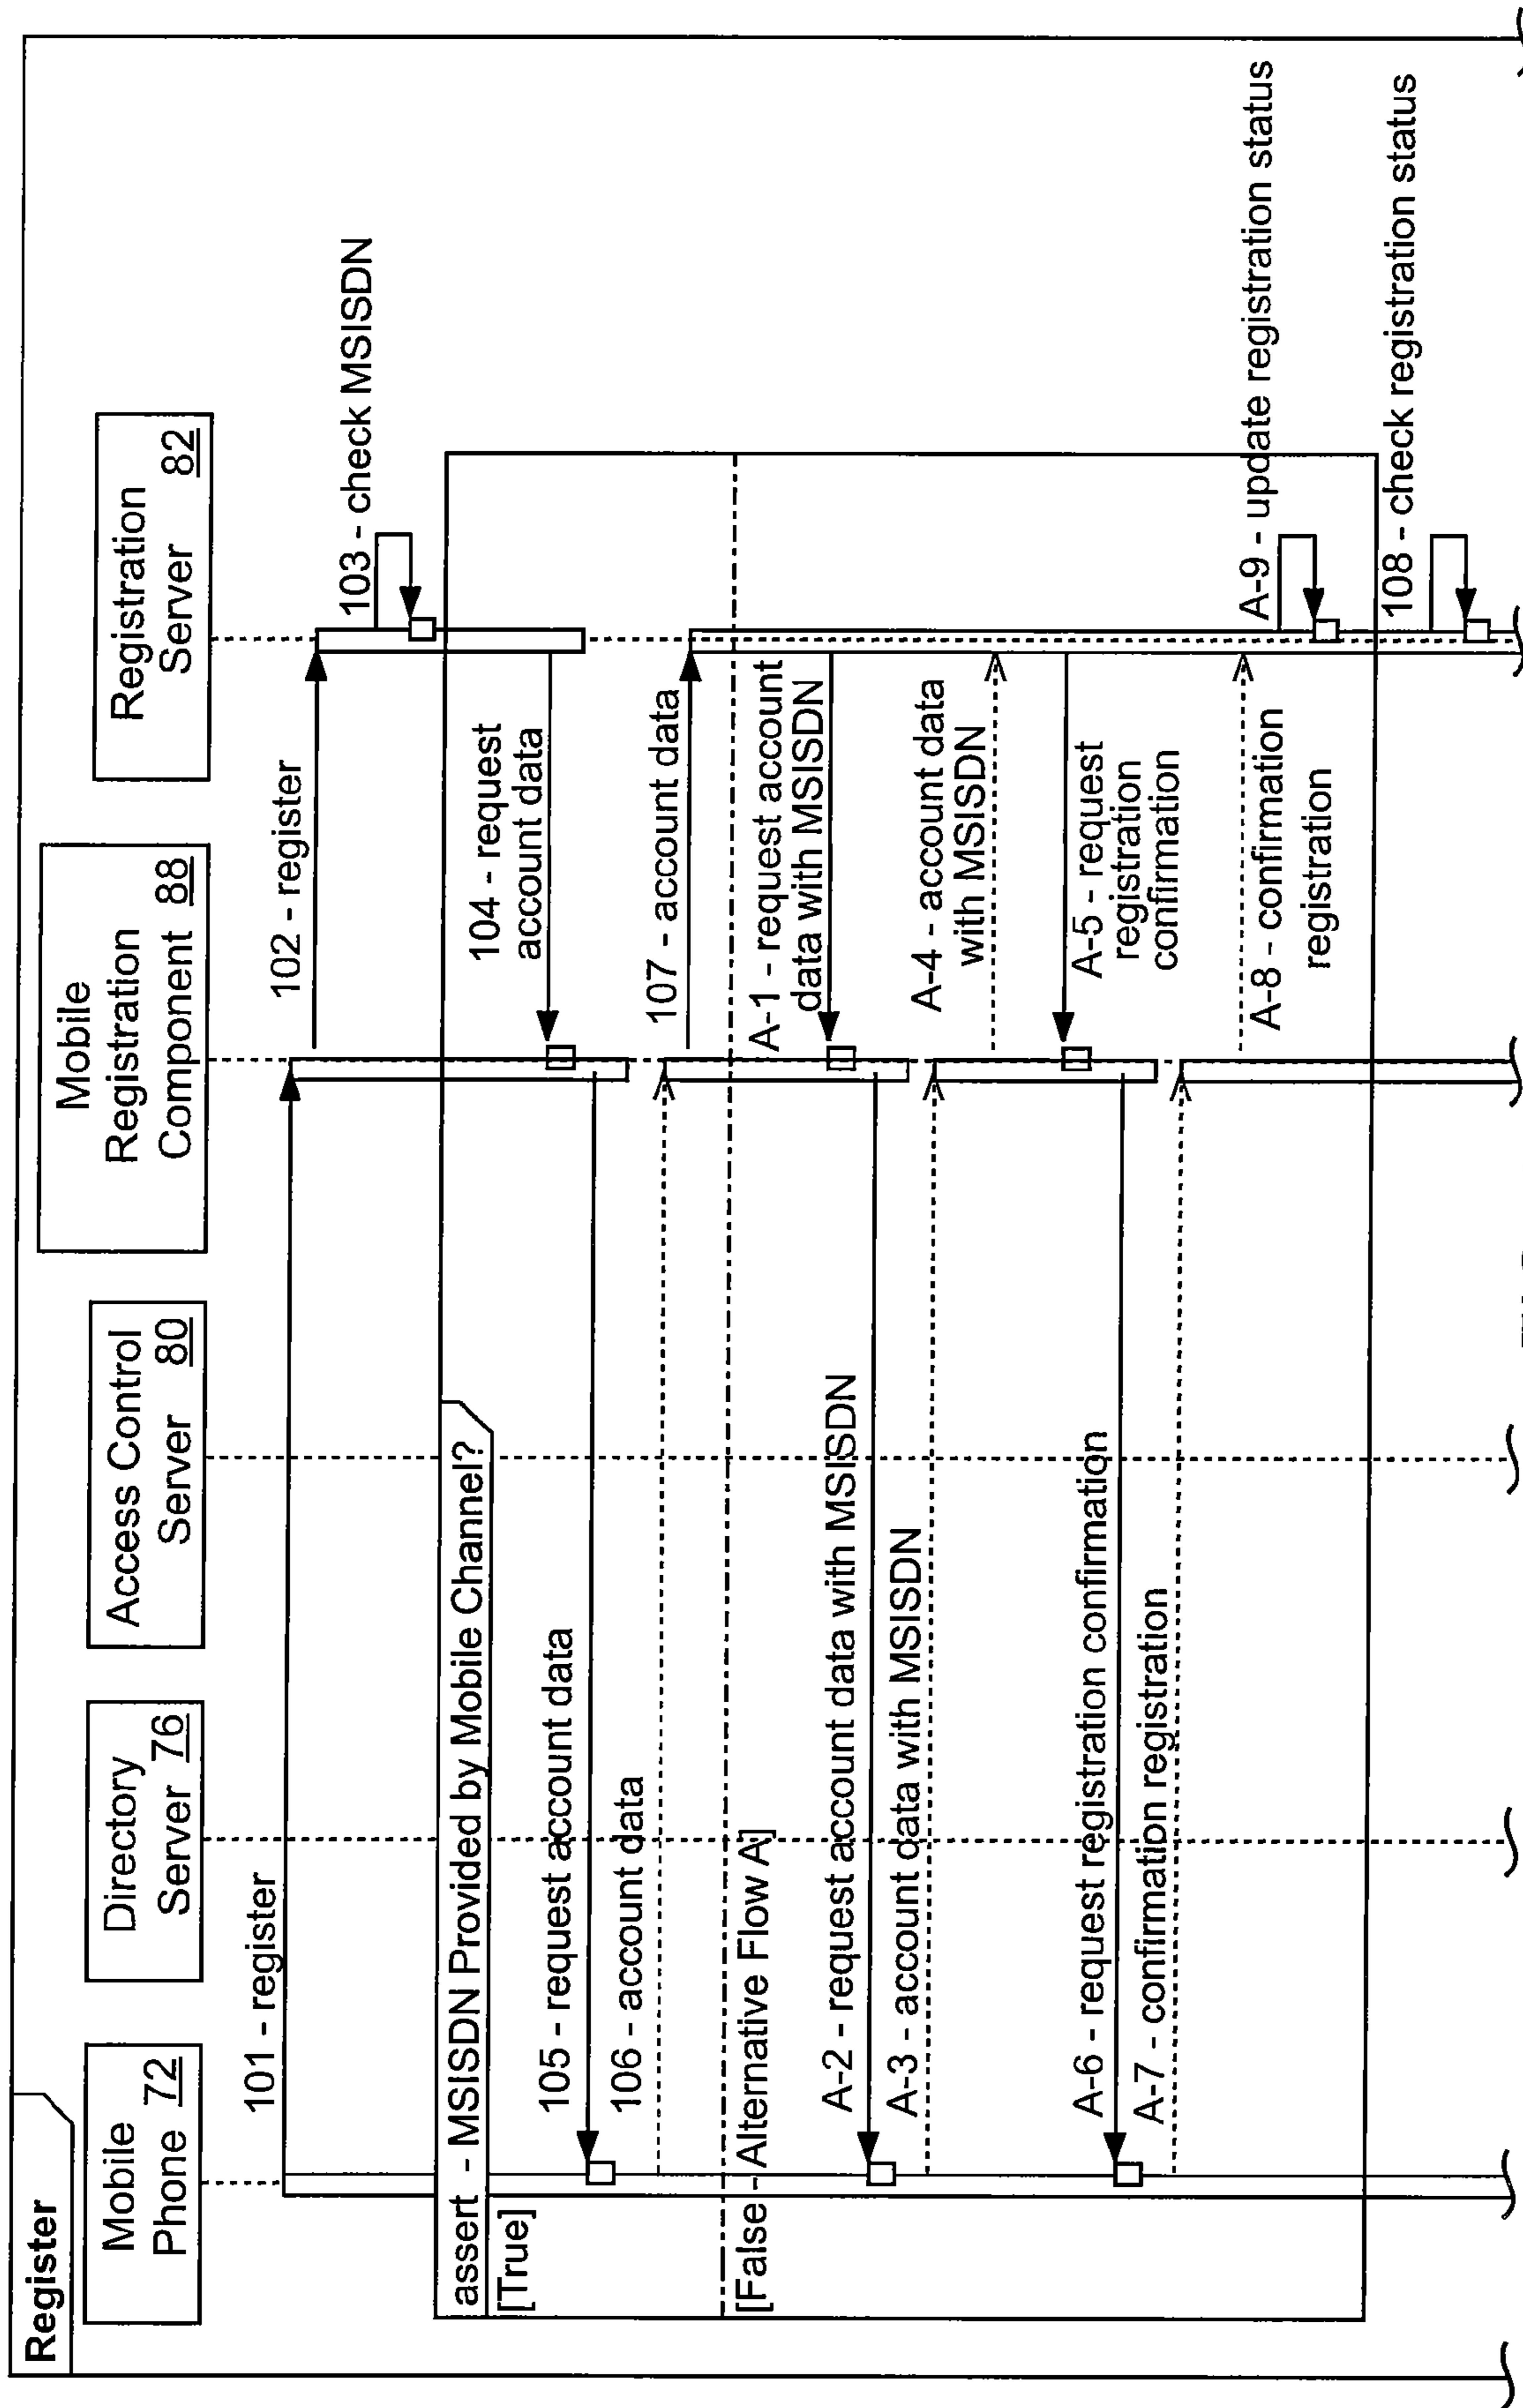 Register
Mobile
Phone 72
Directory
Server 76
Access Control
Server 80
Mobile
Registration
Component 88
Registration
Server 82
101 - register
102 - register
103 - check MSISDN
assert - MSISDN Provided by Mobile Channel?
[True]
104 - request
account data
105 - request account data
106 - account data
107 - account data
[False - Alternative Flow A]
A-1 - request account
data with MSISDN
A-2 - request account data with MSISDN
A-3 - account data with MSISDN
A-4 - account data
with MSISDN
A-5 - request
registration
confirmation
A-6 - request registration confirmation
A-7 - confirmation registration
A-8 - confirmation
registration
A-9 - update registration status
108 - check registration status